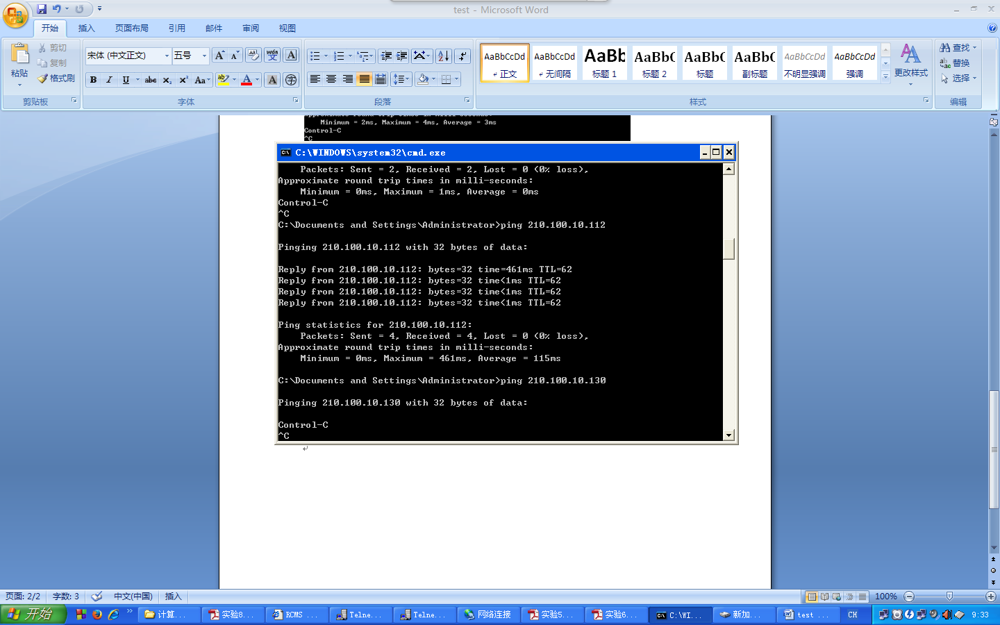 test - Microsoft Word
开始 插入 页面布局 引用 邮件 审阅 视图
粘贴
剪切
复制
格式刷
剪贴板
宋体 (中文正文) 五号
字体
段落
AaBbCcDd AaBbCcDd AaBb AaBbC AaBbC AaBbC AaBbCcDd AaBbCcDd
正文 无间隔 标题 1 标题 2 标题 副标题 不明显强调 强调
更改样式
样式
查找
替换
选择
编辑
Minimum = 2ms, Maximum = 4ms, Average = 3ms
Control-C
^C
C:\WINDOWS\system32\cmd.exe
Packets: Sent = 2, Received = 2, Lost = 0 (0% loss),
Approximate round trip times in milli-seconds:
Minimum = 0ms, Maximum = 1ms, Average = 0ms
Control-C
^C
C:\Documents and Settings\Administrator>ping 210.100.10.112
Pinging 210.100.10.112 with 32 bytes of data:
Reply from 210.100.10.112: bytes=32 time=461ms TTL=62
Reply from 210.100.10.112: bytes=32 time<1ms TTL=62
Reply from 210.100.10.112: bytes=32 time<1ms TTL=62
Reply from 210.100.10.112: bytes=32 time<1ms TTL=62
Ping statistics for 210.100.10.112:
Packets: Sent = 4, Received = 4, Lost = 0 (0% loss),
Approximate round trip times in milli-seconds:
Minimum = 0ms, Maximum = 461ms, Average = 115ms
C:\Documents and Settings\Administrator>ping 210.100.10.130
Pinging 210.100.10.130 with 32 bytes of data:
Control-C
^C
页面: 2/2 字数: 3 中文(中国) 插入 100%
开始 计算... 实验8... RCMS ... Telne... Telne... 网络连接 实验5... 实验6... C:\WI... 新加... test ... CH 9:33